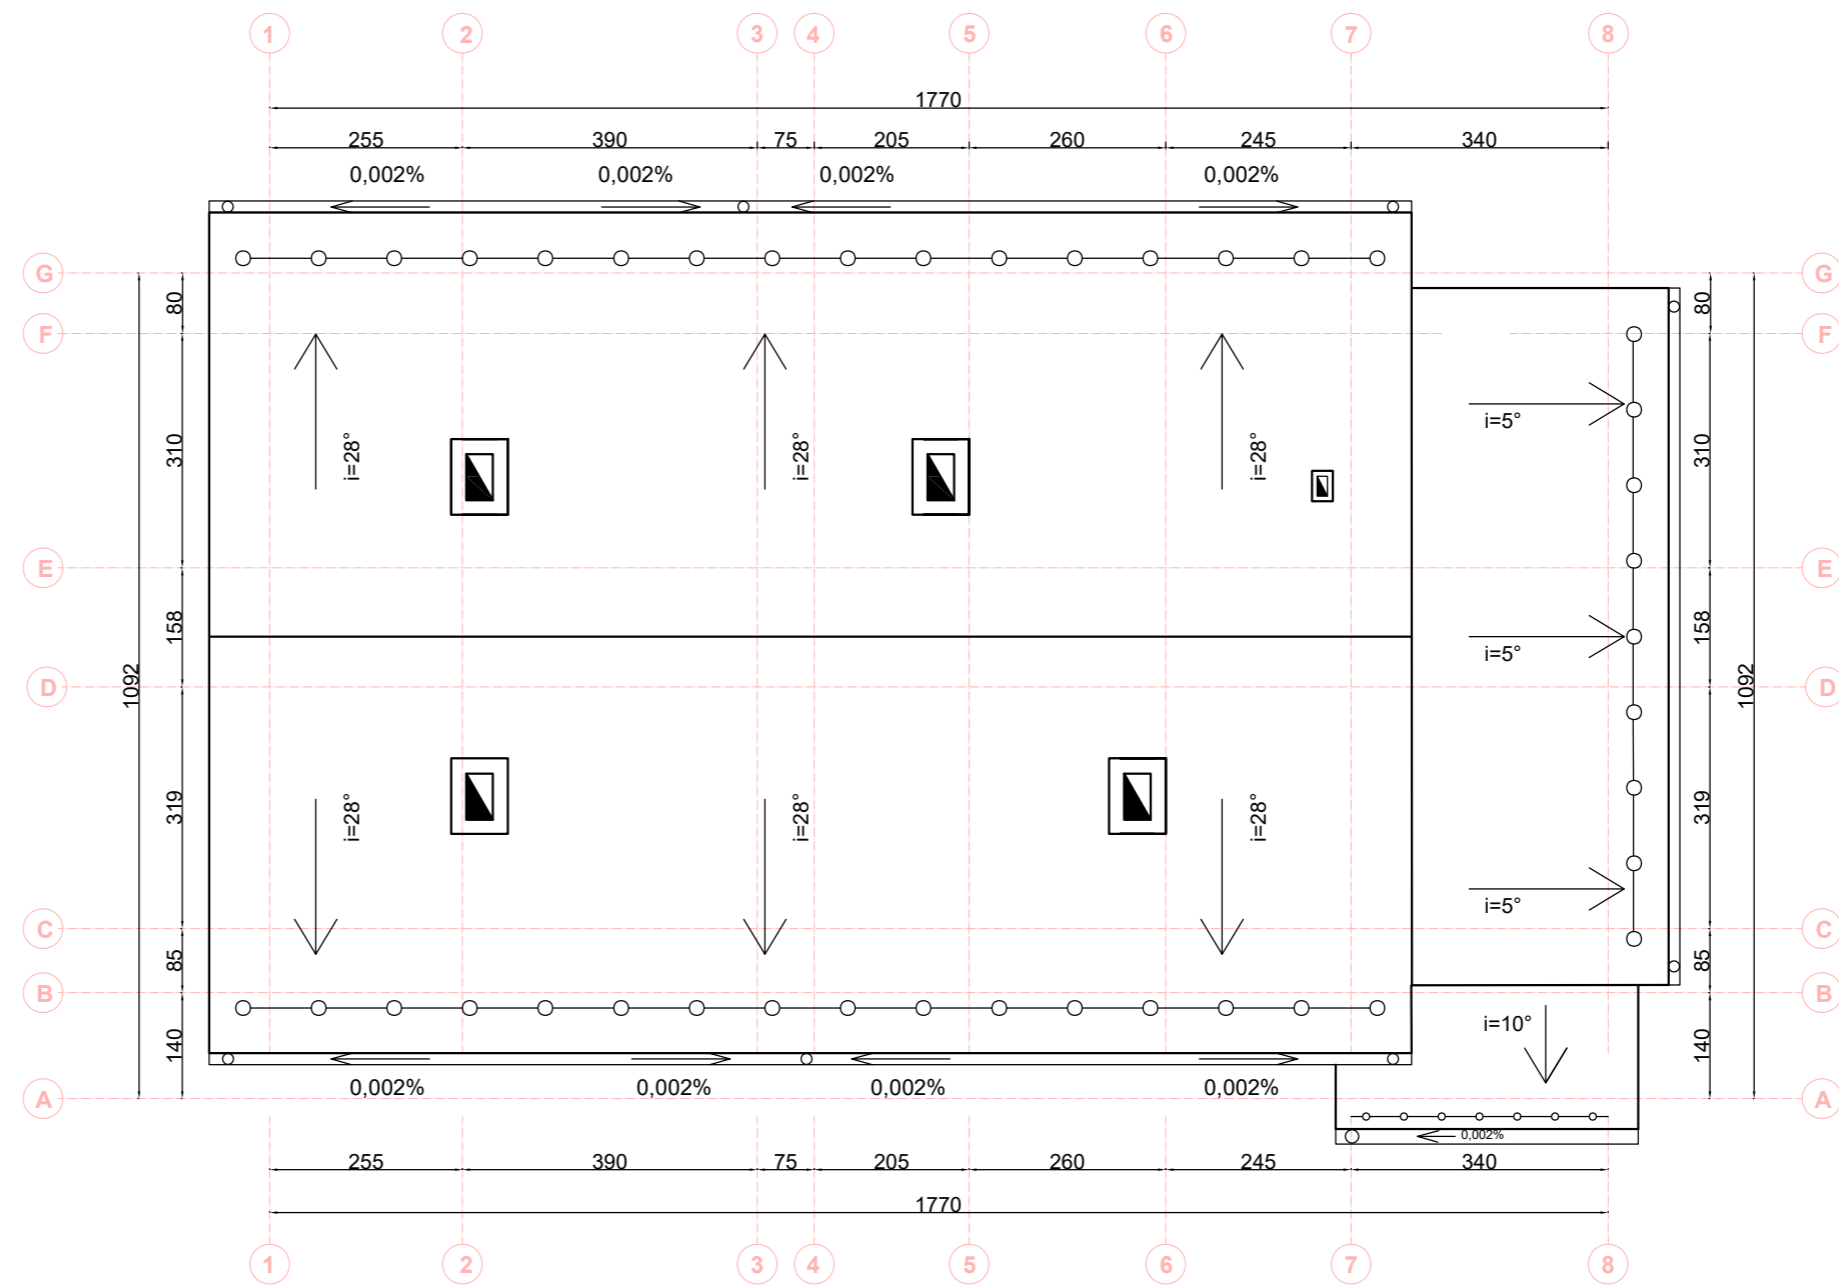 1 2 3 4 5 6 7 8
1770
255 390 75 205 260 245 340
0,002% 0,002% 0,002% 0,002%
G G
80 80
F F
i=5°
310 i=28° i=28° i=28° 310
E E
158 158
i=5°
1092 1092
D D
319 i=28° i=28° i=28° 319
i=5°
C C
85 85
B B
i=10°
140 140
0,002% 0,002% 0,002% 0,002%
A A
0,002%
255 390 75 205 260 245 340
1770
1 2 3 4 5 6 7 8